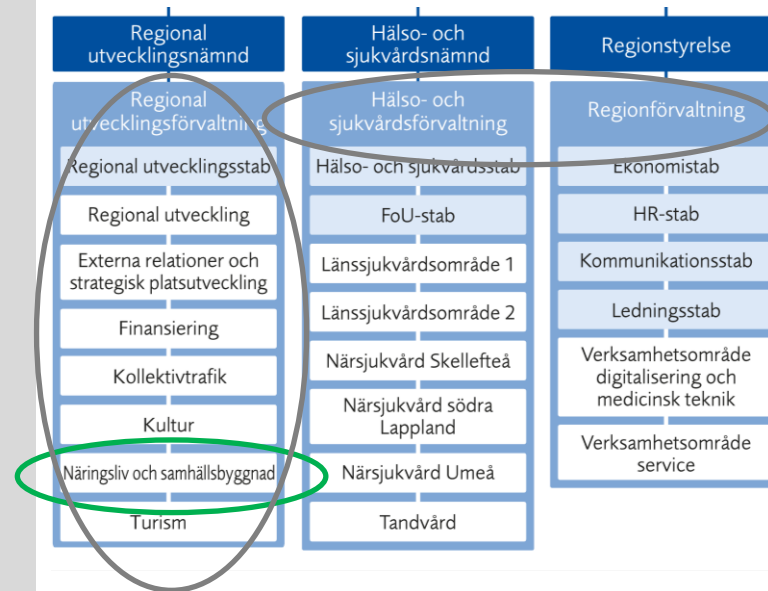 Regional
utvecklingsnämnd
Regional
utvecklingsförvaltning
Regional utvecklingsstab
Regional utveckling
Externa relationer och
strategisk platsutveckling
Finansiering
Kollektivtrafik
Kultur
Näringsliv och samhällsbyggnad
Turism
Hälso- och
sjukvårdsnämnd
Hälso- och
sjukvårdsförvaltning
Hälso- och sjukvårdsstab
FoU-stab
Länssjukvårdsområde 1
Länssjukvårdsområde 2
Närsjukvård Skellefteå
Närsjukvård södra
Lappland
Närsjukvård Umeå
Tandvård
Regionstyrelse
Regionförvaltning
Ekonomistab
HR-stab
Kommunikationsstab
Ledningsstab
Verksamhetsområde
digitalisering och
medicinsk teknik
Verksamhetsområde
service